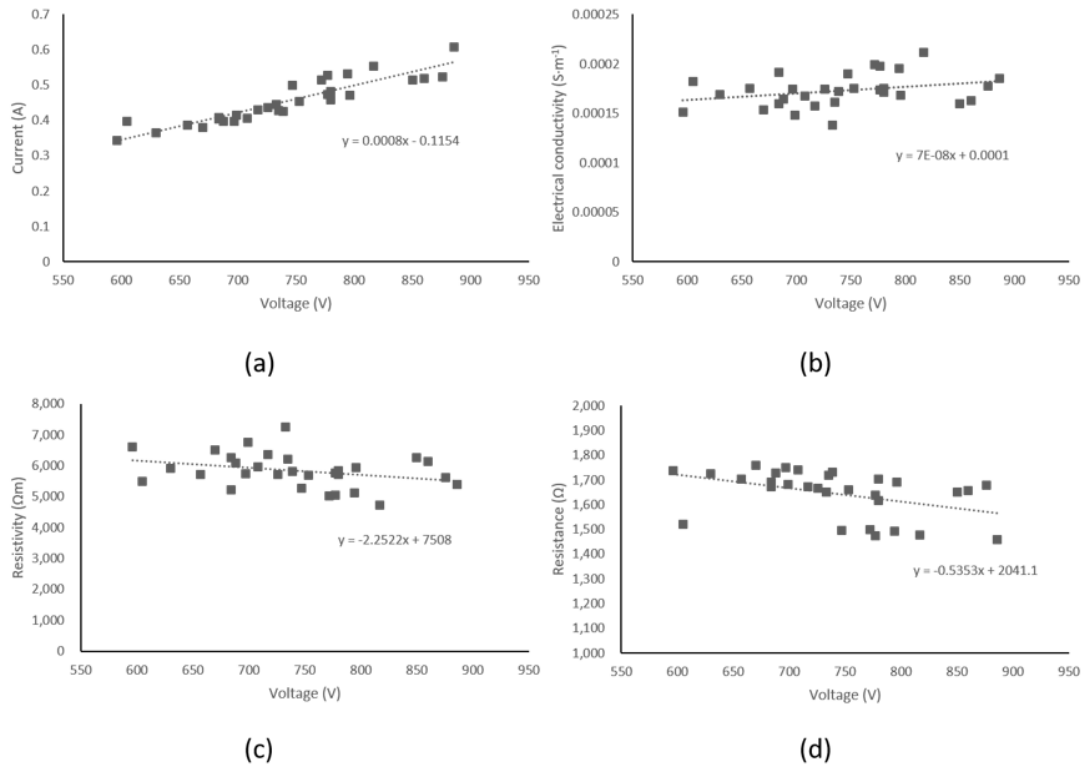 Current (A)
0.7
0.6
0.5
0.4
0.3
0.2
0.1
0
y = 0.0008x - 0.1154
550 600 650 700 750 800 850 900 950
Voltage (V)
(a)
Electrical conductivity (S·m⁻¹)
0.00025
0.0002
0.00015
0.0001
0.00005
0
y = 7E-08x + 0.0001
550 600 650 700 750 800 850 900 950
Voltage (V)
(b)
Resistivity (Ωm)
8,000
7,000
6,000
5,000
4,000
3,000
2,000
1,000
0
y = -2.2522x + 7508
550 600 650 700 750 800 850 900 950
Voltage (V)
(c)
Resistance (Ω)
2,000
1,900
1,800
1,700
1,600
1,500
1,400
1,300
1,200
1,100
1,000
y = -0.5353x + 2041.1
550 600 650 700 750 800 850 900 950
Voltage (V)
(d)